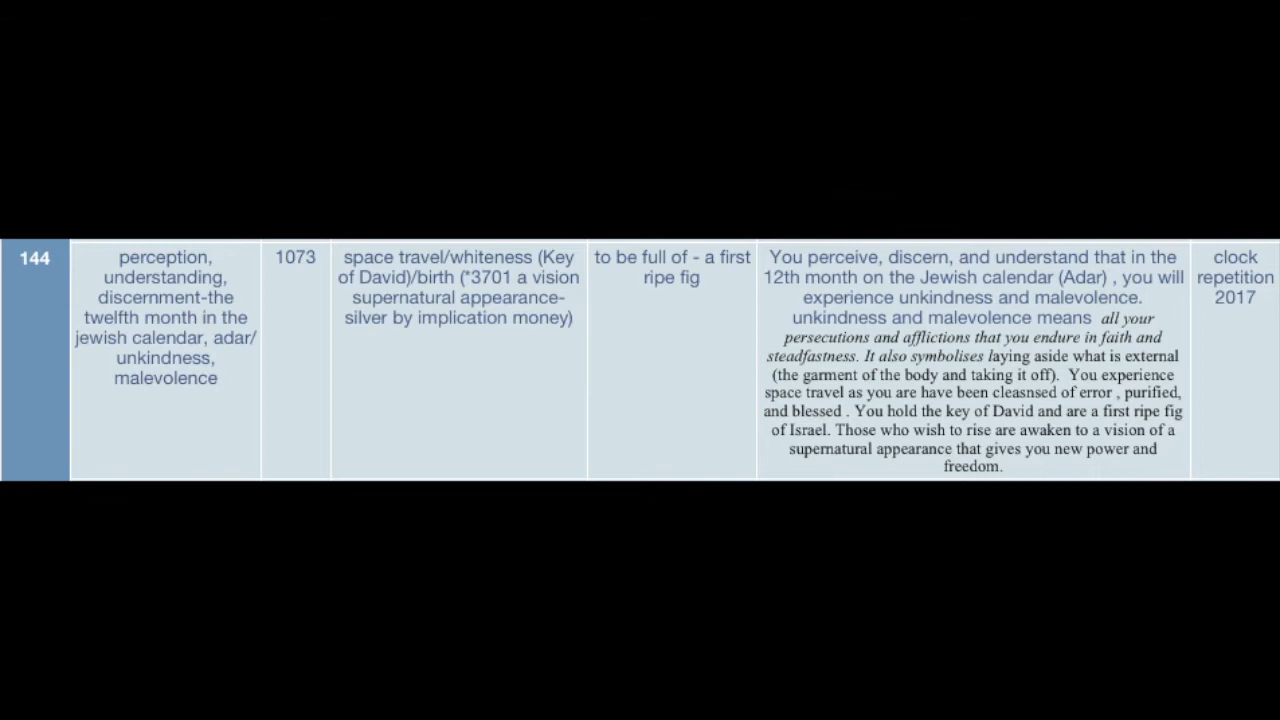 144
perception,
understanding,
discernment-the
twelfth month in the
jewish calendar, adar/
unkindness,
malevolence
1073
space travel/whiteness (Key
of David)/birth (*3701 a vision
supernatural appearance-
silver by implication money)
to be full of - a first
ripe fig
You perceive, discern, and understand that in the
12th month on the Jewish calendar (Adar) , you will
experience unkindness and malevolence.
unkindness and malevolence means all your
persecutions and afflictions that you endure in faith and
steadfastness. It also symbolises laying aside what is external
(the garment of the body and taking it off). You experience
space travel as you are have been cleasnsed of error , purified,
and blessed . You hold the key of David and are a first ripe fig
of Israel. Those who wish to rise are awaken to a vision of a
supernatural appearance that gives you new power and
freedom.
clock
repetition
2017